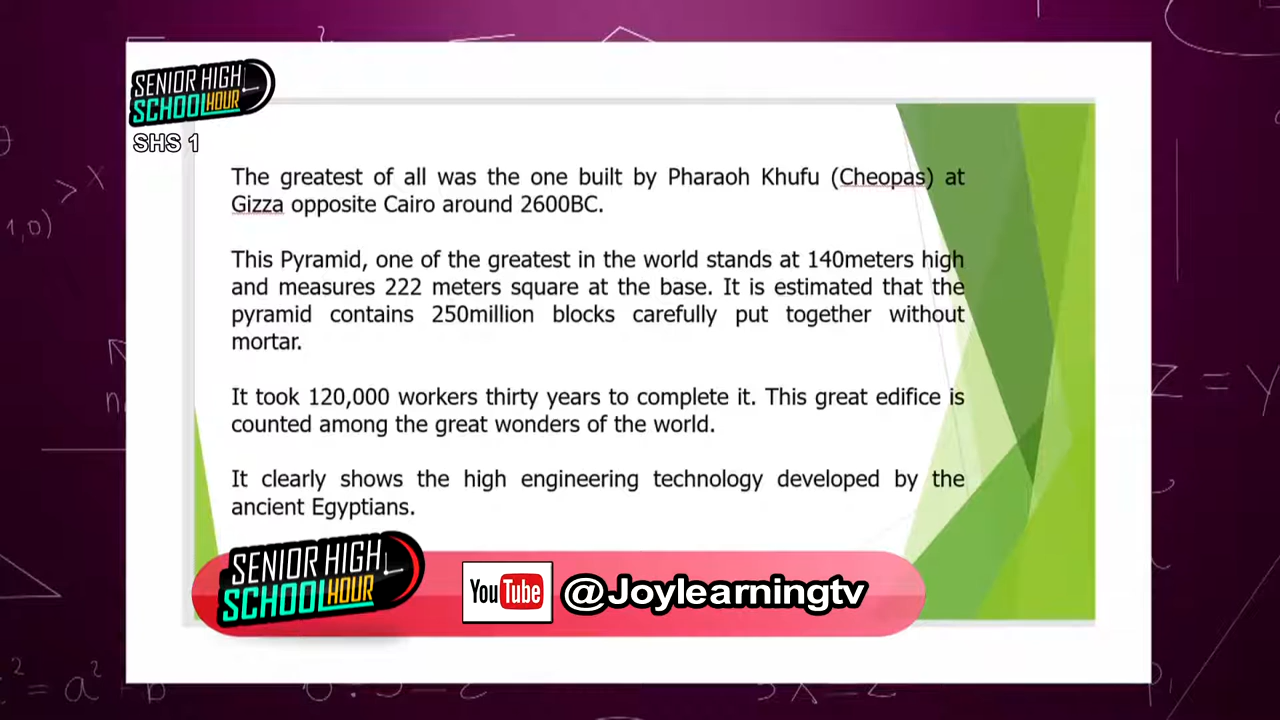 SENIOR HIGH
SCHOOL HOUR
SHS 1
The greatest of all was the one built by Pharaoh Khufu (Cheopas) at
Gizza opposite Cairo around 2600BC.
This Pyramid, one of the greatest in the world stands at 140meters high
and measures 222 meters square at the base. It is estimated that the
pyramid contains 250million blocks carefully put together without
mortar.
It took 120,000 workers thirty years to complete it. This great edifice is
counted among the great wonders of the world.
It clearly shows the high engineering technology developed by the
ancient Egyptians.
SENIOR HIGH
SCHOOL HOUR
YouTube @Joylearningtv